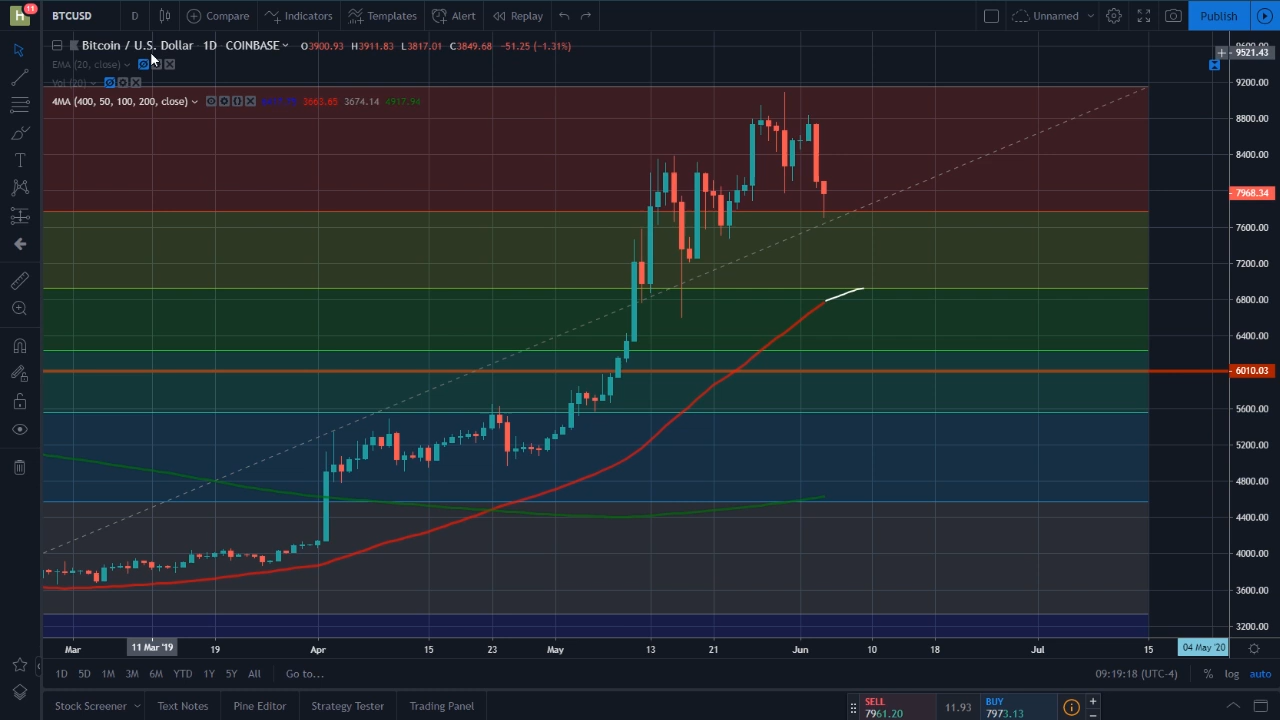 h 11 BTCUSD D Compare Indicators Templates Alert Replay Unnamed Publish
Bitcoin / U.S. Dollar 1D COINBASE O3900.93 H3911.83 L3817.01 C3849.68 -51.25 (-1.31%)
EMA (20, close)
Vol (20)
4MA (400, 50, 100, 200, close) 3663.65 3674.14 4917.94
9521.43
9200.00
8800.00
8400.00
7968.34
7600.00
7200.00
6800.00
6400.00
6010.03
5600.00
5200.00
4800.00
4400.00
4000.00
3600.00
3200.00
Mar 11 Mar '19 19 Apr 15 23 May 13 21 Jun 10 18 Jul 15 04 May '20
1D 5D 1M 3M 6M YTD 1Y 5Y All Go to... 09:19:18 (UTC-4) % log auto
Stock Screener Text Notes Pine Editor Strategy Tester Trading Panel
SELL 7961.20 11.93 BUY 7973.13